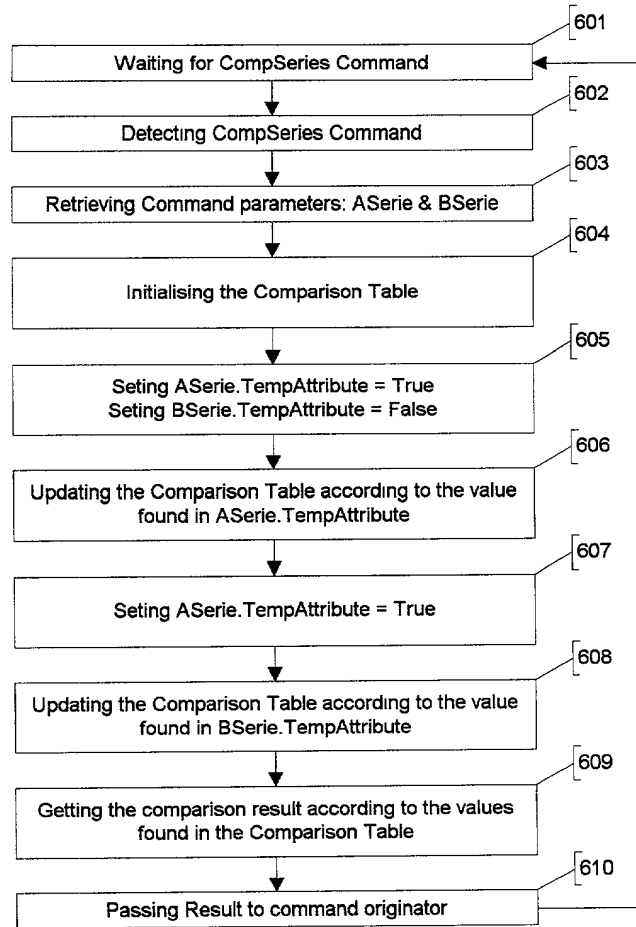 601
Waiting for CompSeries Command
602
Detecting CompSeries Command
603
Retrieving Command parameters: ASerie & BSerie
604
Initialising the Comparison Table
605
Seting ASerie.TempAttribute = True
Seting BSerie.TempAttribute = False
606
Updating the Comparison Table according to the value
found in ASerie.TempAttribute
607
Seting ASerie.TempAttribute = True
608
Updating the Comparison Table according to the value
found in BSerie.TempAttribute
609
Getting the comparison result according to the values
found in the Comparison Table
610
Passing Result to command originator